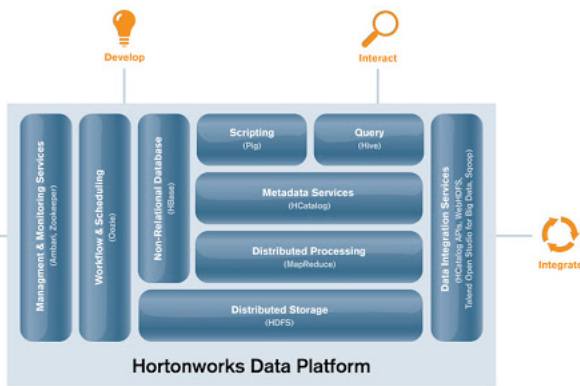 Develop
Interact
Managment & Monitoring Services
(Ambari, Zookeeper)
Workflow & Scheduling
(Oozie)
Non-Relational Database
(HBase)
Scripting
(Pig)
Query
(Hive)
Metadata Services
(HCatalog)
Distributed Processing
(MapReduce)
Distributed Storage
(HDFS)
Data Integration Services
(HCatalog APIs, WebHDFS,
Talend Open Studio for Big Data, Sqoop)
Integrate
Hortonworks Data Platform